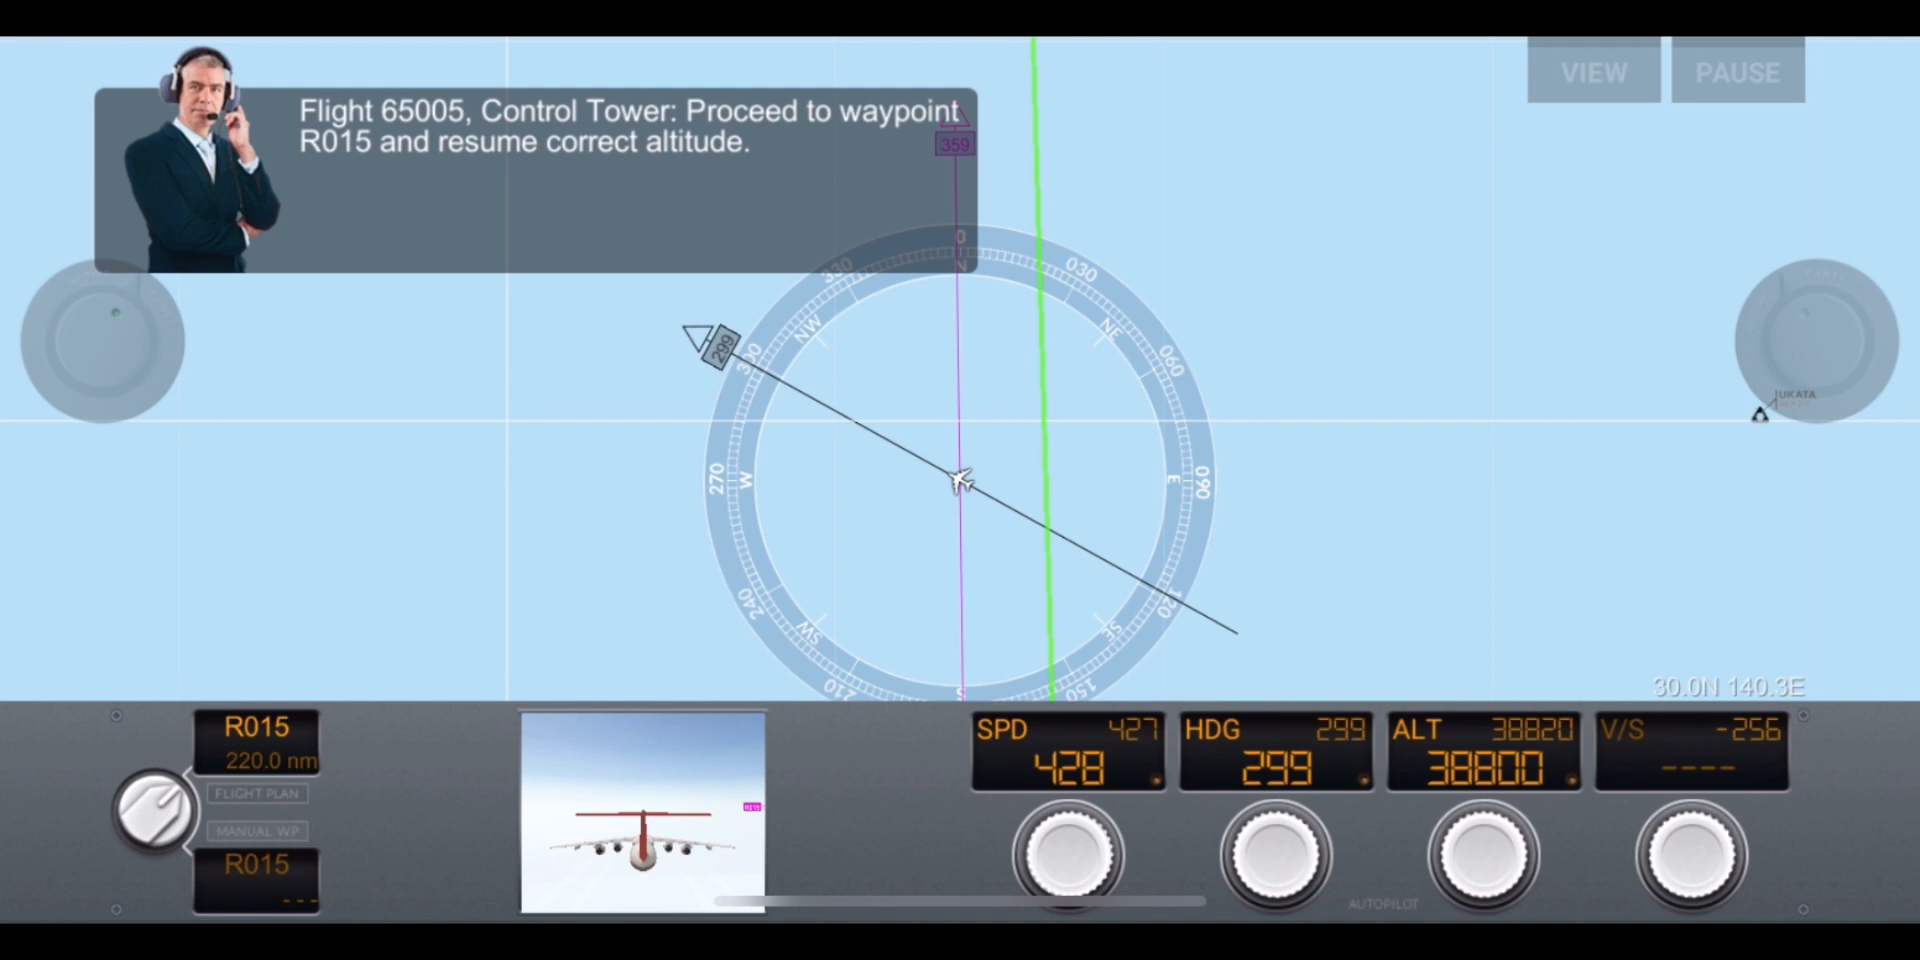 VIEW
PAUSE
Flight 65005, Control Tower: Proceed to waypoint
R015 and resume correct altitude.
359
0
N
330
030
NW
NE
300
060
299
UKATA
270
W
E
090
240
120
SW
SE
210
S
150
30.0N 140.3E
R015
220.0 nm
FLIGHT PLAN
MANUAL WP
R015
---
R015
SPD 427
428
HDG 299
299
ALT 38820
38800
V/S -256
----
AUTOPILOT